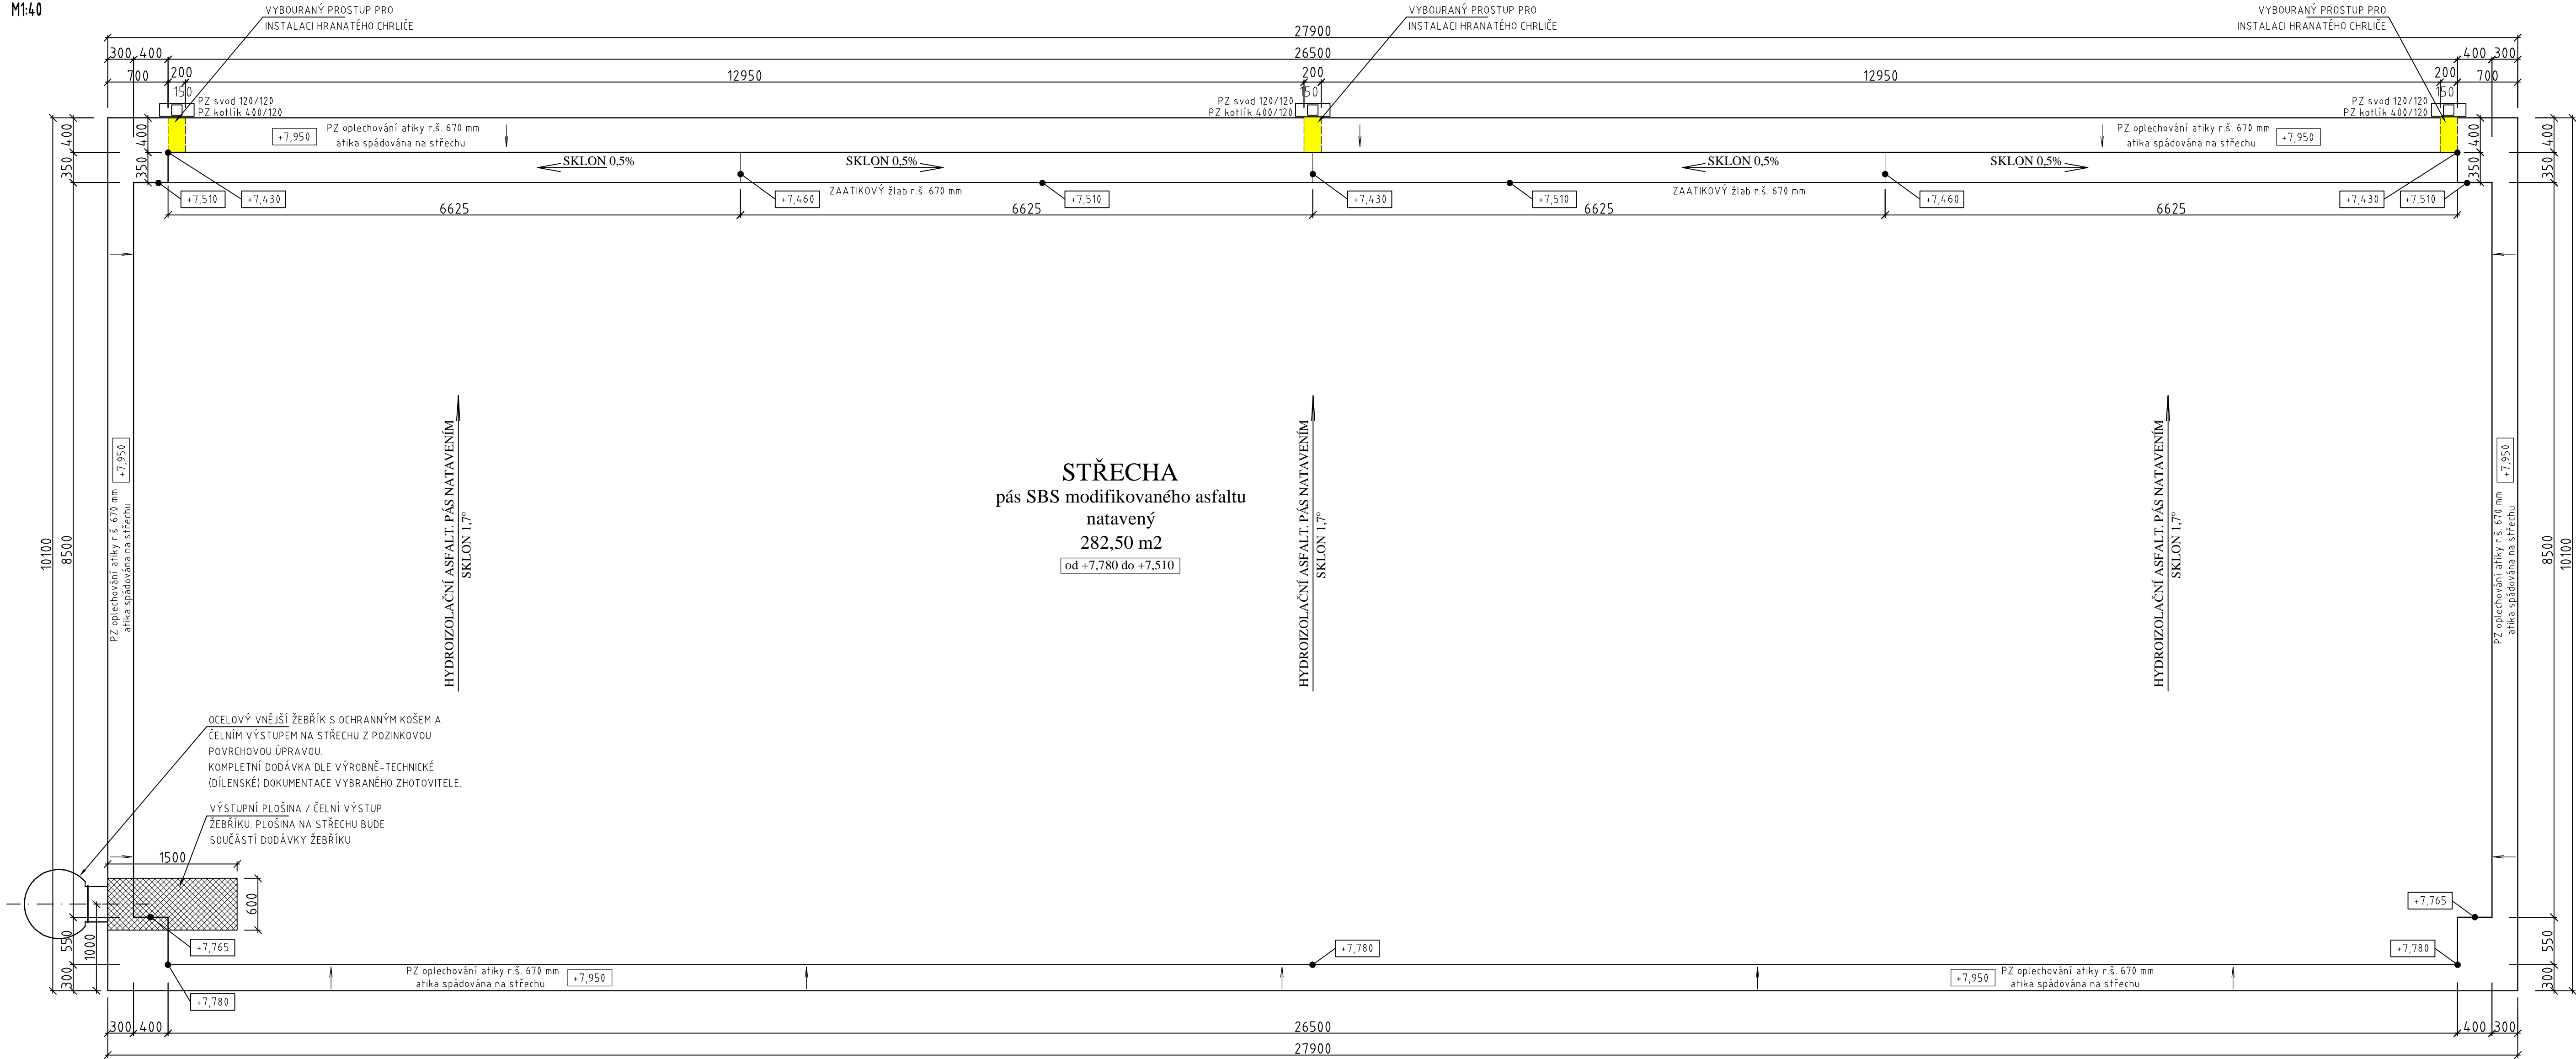 M1:40
VYBOURANÝ PROSTUP PRO
INSTALACI HRANATÉHO CHRLIČE
VYBOURANÝ PROSTUP PRO
INSTALACI HRANATÉHO CHRLIČE
VYBOURANÝ PROSTUP PRO
INSTALACI HRANATÉHO CHRLIČE
27900
300 400 26500 400 300
700 200 12950 200 12950 200 700
150 150 150
PZ svod 120/120
PZ kotlík 400/120
PZ svod 120/120
PZ kotlík 400/120
PZ svod 120/120
PZ kotlík 400/120
400 400 400 400
+7,950
PZ oplechování atiky r.š. 670 mm
atika spádována na střechu
PZ oplechování atiky r.š. 670 mm
atika spádována na střechu
+7,950
350 350 350 350
SKLON 0,5% SKLON 0,5% SKLON 0,5% SKLON 0,5%
ZAATIKOVÝ žlab r.š. 670 mm ZAATIKOVÝ žlab r.š. 670 mm
+7,510 +7,430 +7,460 +7,510 +7,430 +7,510 +7,460 +7,430 +7,510
6625 6625 6625 6625
10100
8500
PZ oplechování atiky r.š. 670 mm
atika spádována na střechu
+7,950
HYDROIZOLAČNÍ ASFALT. PÁS NATAVENÍM
SKLON 1,7°
STŘECHA
pás SBS modifikovaného asfaltu
natavený
282,50 m2
od +7,780 do +7,510
HYDROIZOLAČNÍ ASFALT. PÁS NATAVENÍM
SKLON 1,7°
HYDROIZOLAČNÍ ASFALT. PÁS NATAVENÍM
SKLON 1,7°
+7,950
PZ oplechování atiky r.š. 670 mm
atika spádována na střechu
8500
10100
OCELOVÝ VNĚJŠÍ ŽEBŘÍK S OCHRANNÝM KOŠEM A
ČELNÍM VÝSTUPEM NA STŘECHU Z POZINKOVOU
POVRCHOVOU ÚPRAVOU.
KOMPLETNÍ DODÁVKA DLE VÝROBNĚ-TECHNICKÉ
(DÍLENSKÉ) DOKUMENTACE VYBRANÉHO ZHOTOVITELE.
VÝSTUPNÍ PLOŠINA / ČELNÍ VÝSTUP
ŽEBŘÍKU. PLOŠINA NA STŘECHU BUDE
SOUČÁSTÍ DODÁVKY ŽEBŘÍKU
1500
600
+7,765
550
1000
+7,765
+7,780
+7,780
550
300
PZ oplechování atiky r.š. 670 mm
atika spádována na střechu
+7,950
+7,950
PZ oplechování atiky r.š. 670 mm
atika spádována na střechu
300
+7,780
300 400 26500 400 300
27900